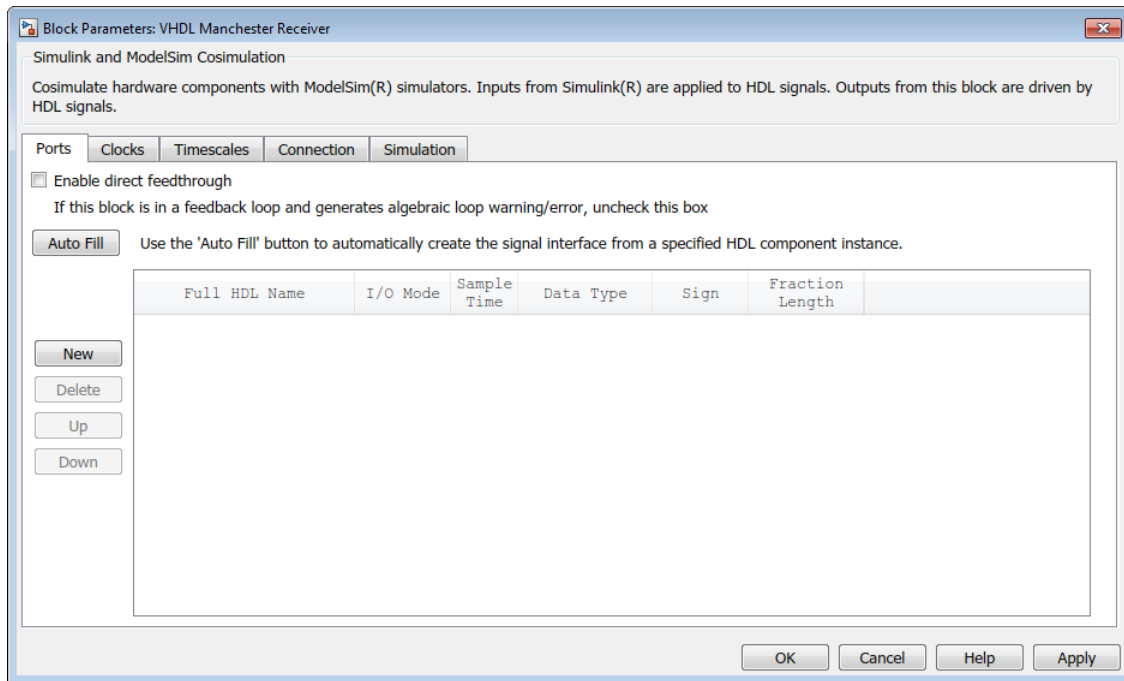 Block Parameters: VHDL Manchester Receiver
Simulink and ModelSim Cosimulation
Cosimulate hardware components with ModelSim(R) simulators. Inputs from Simulink(R) are applied to HDL signals. Outputs from this block are driven by
HDL signals.
Ports Clocks Timescales Connection Simulation
Enable direct feedthrough
If this block is in a feedback loop and generates algebraic loop warning/error, uncheck this box
Auto Fill Use the 'Auto Fill' button to automatically create the signal interface from a specified HDL component instance.
Full HDL Name I/O Mode Sample Time Data Type Sign Fraction Length
New
Delete
Up
Down
OK Cancel Help Apply